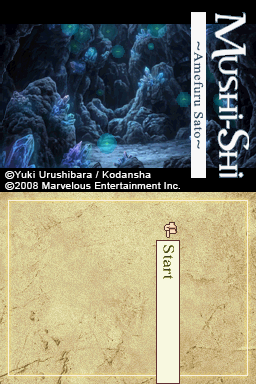 MUSHI-SHI
~Amefuru Sato~
©Yuki Urushibara / Kodansha
©2008 Marvelous Entertainment Inc.
Start